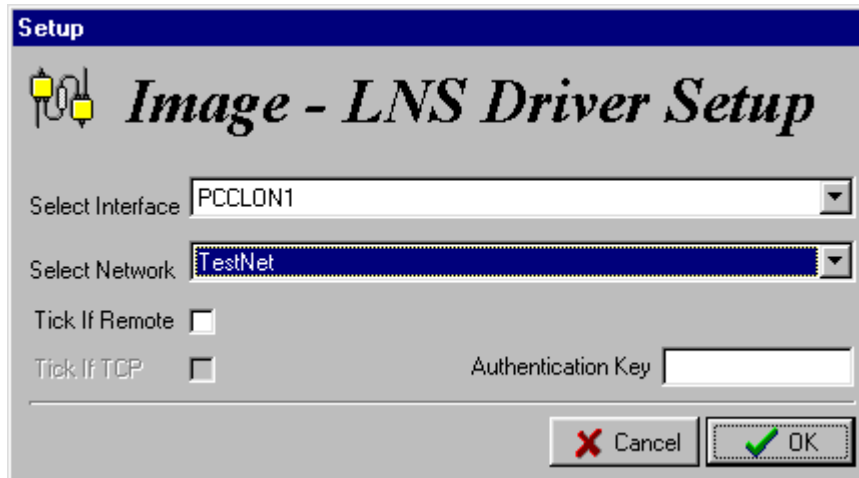 Setup
Image - LNS Driver Setup
Select Interface PCCLON1
Select Network TestNet
Tick If Remote
Tick If TCP Authentication Key
Cancel OK